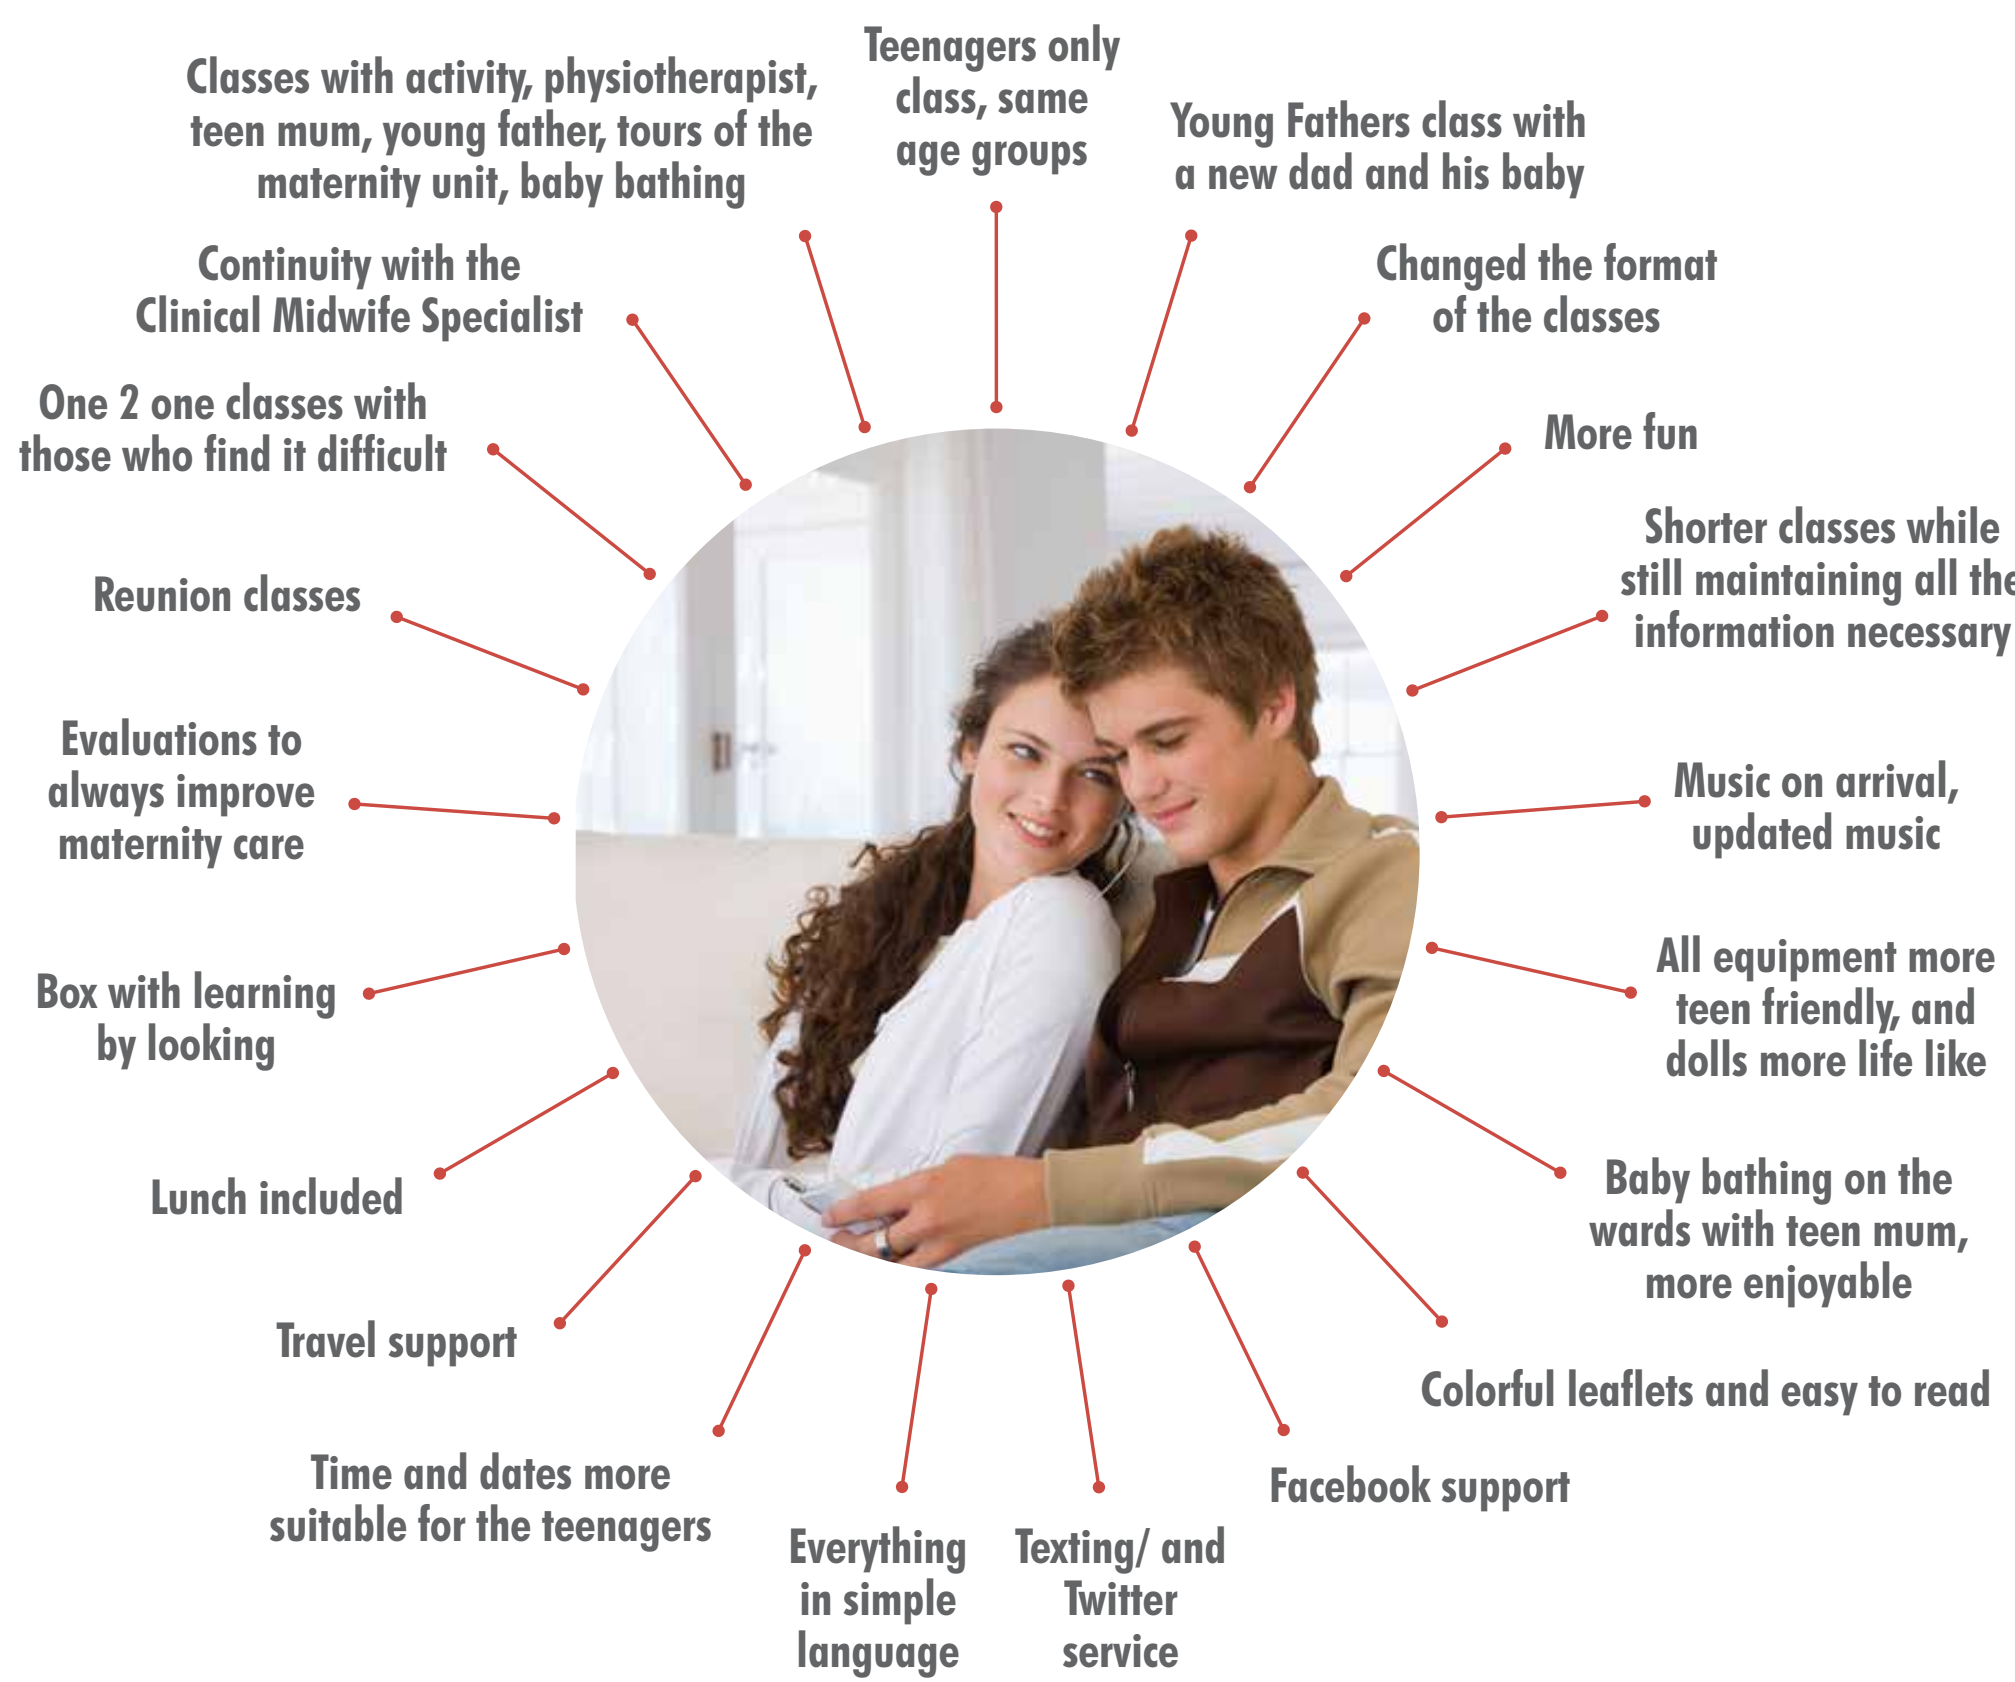 Teenagers only
class, same
age groups
Young Fathers class with
a new dad and his baby
Changed the format
of the classes
More fun
Shorter classes while
still maintaining all the
information necessary
Music on arrival,
updated music
All equipment more
teen friendly, and
dolls more life like
Baby bathing on the
wards with teen mum,
more enjoyable
Colorful leaflets and easy to read
Facebook support
Texting/ and
Twitter
service
Everything
in simple
language
Time and dates more
suitable for the teenagers
Travel support
Lunch included
Box with learning
by looking
Evaluations to
always improve
maternity care
Reunion classes
One 2 one classes with
those who find it difficult
Continuity with the
Clinical Midwife Specialist
Classes with activity, physiotherapist,
teen mum, young father, tours of the
maternity unit, baby bathing